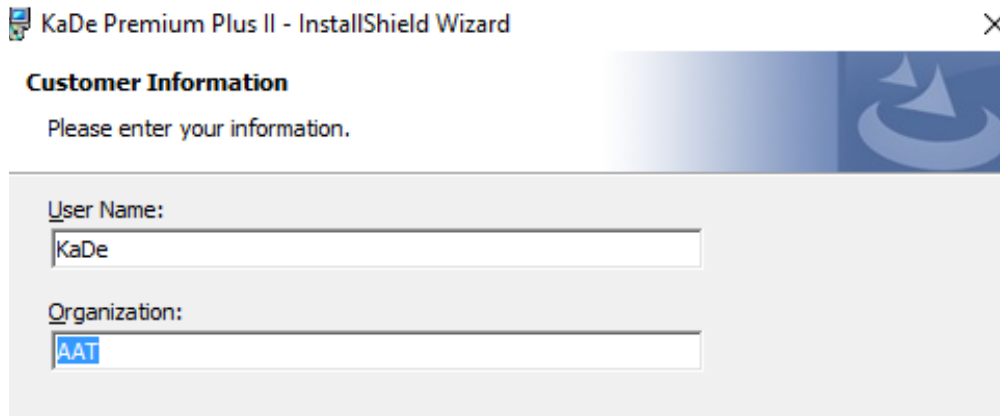 KaDe Premium Plus II - InstallShield Wizard
Customer Information
Please enter your information.
User Name:
KaDe
Organization:
AAT